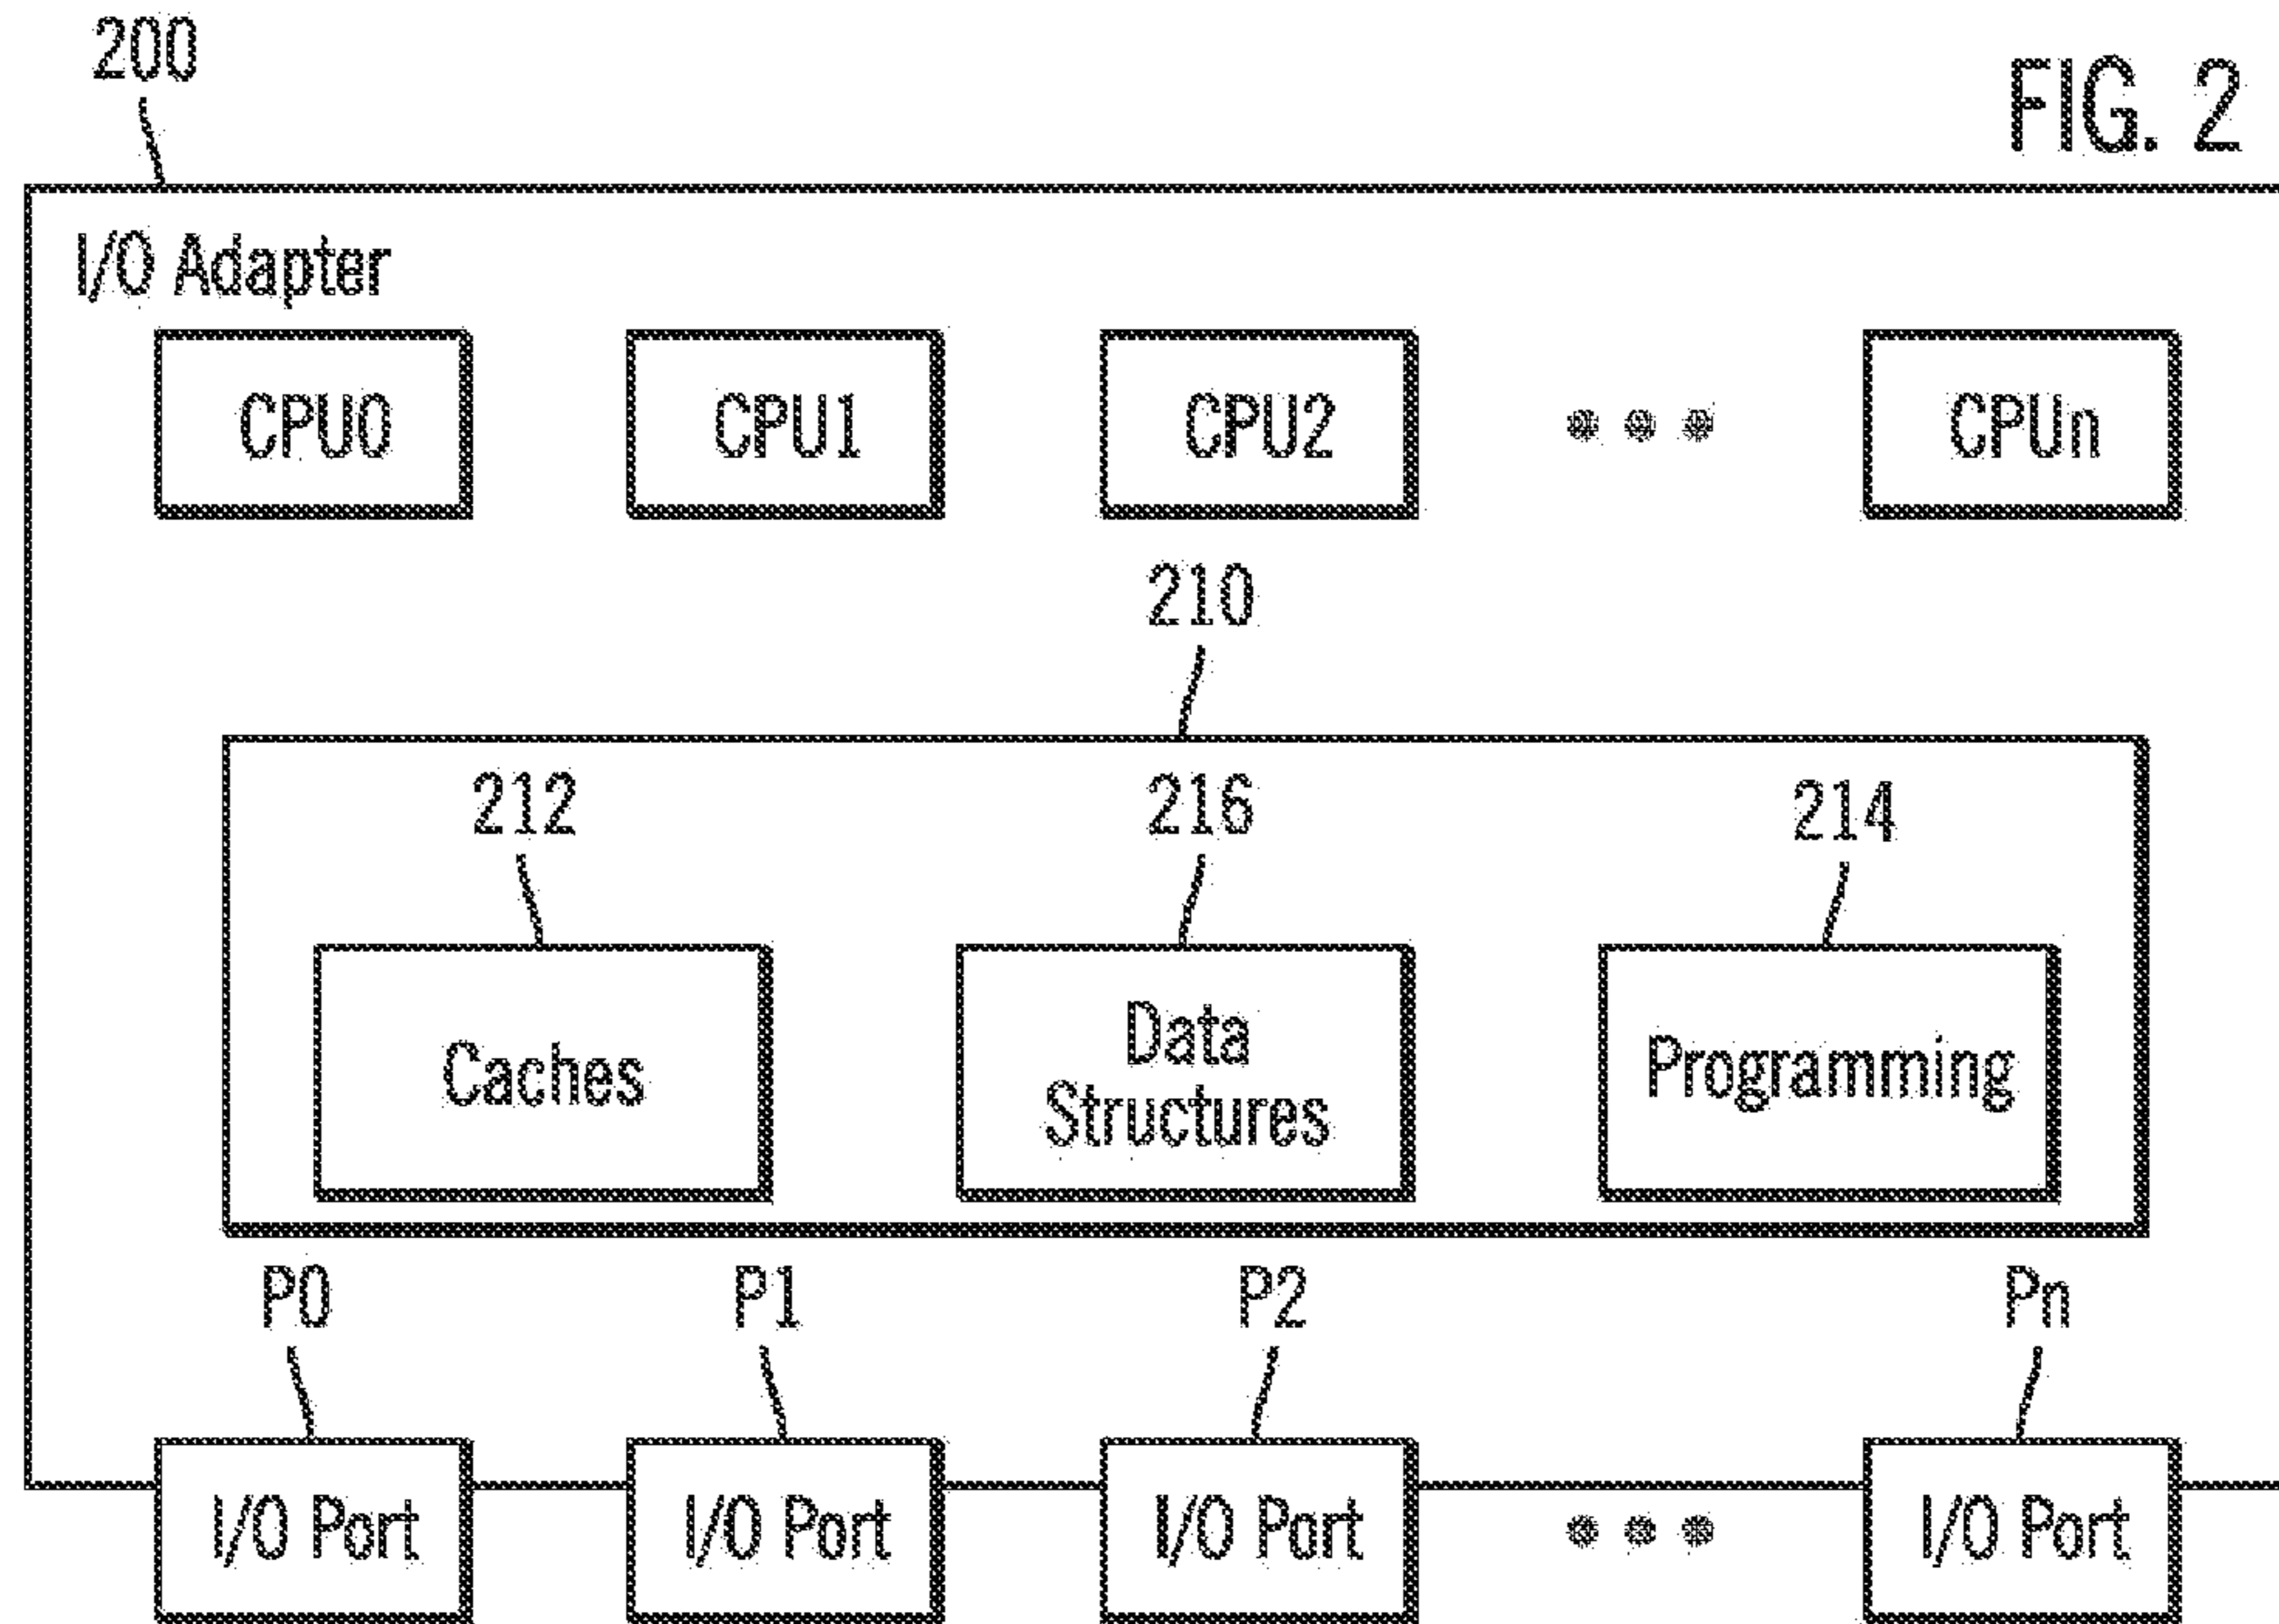 200
FIG. 2
I/O Adapter
CPU0 CPU1 CPU2 CPUn
210
212 216 214
Caches
Data
Structures
Programming
P0 P1 P2 Pn
I/O Port I/O Port I/O Port I/O Port